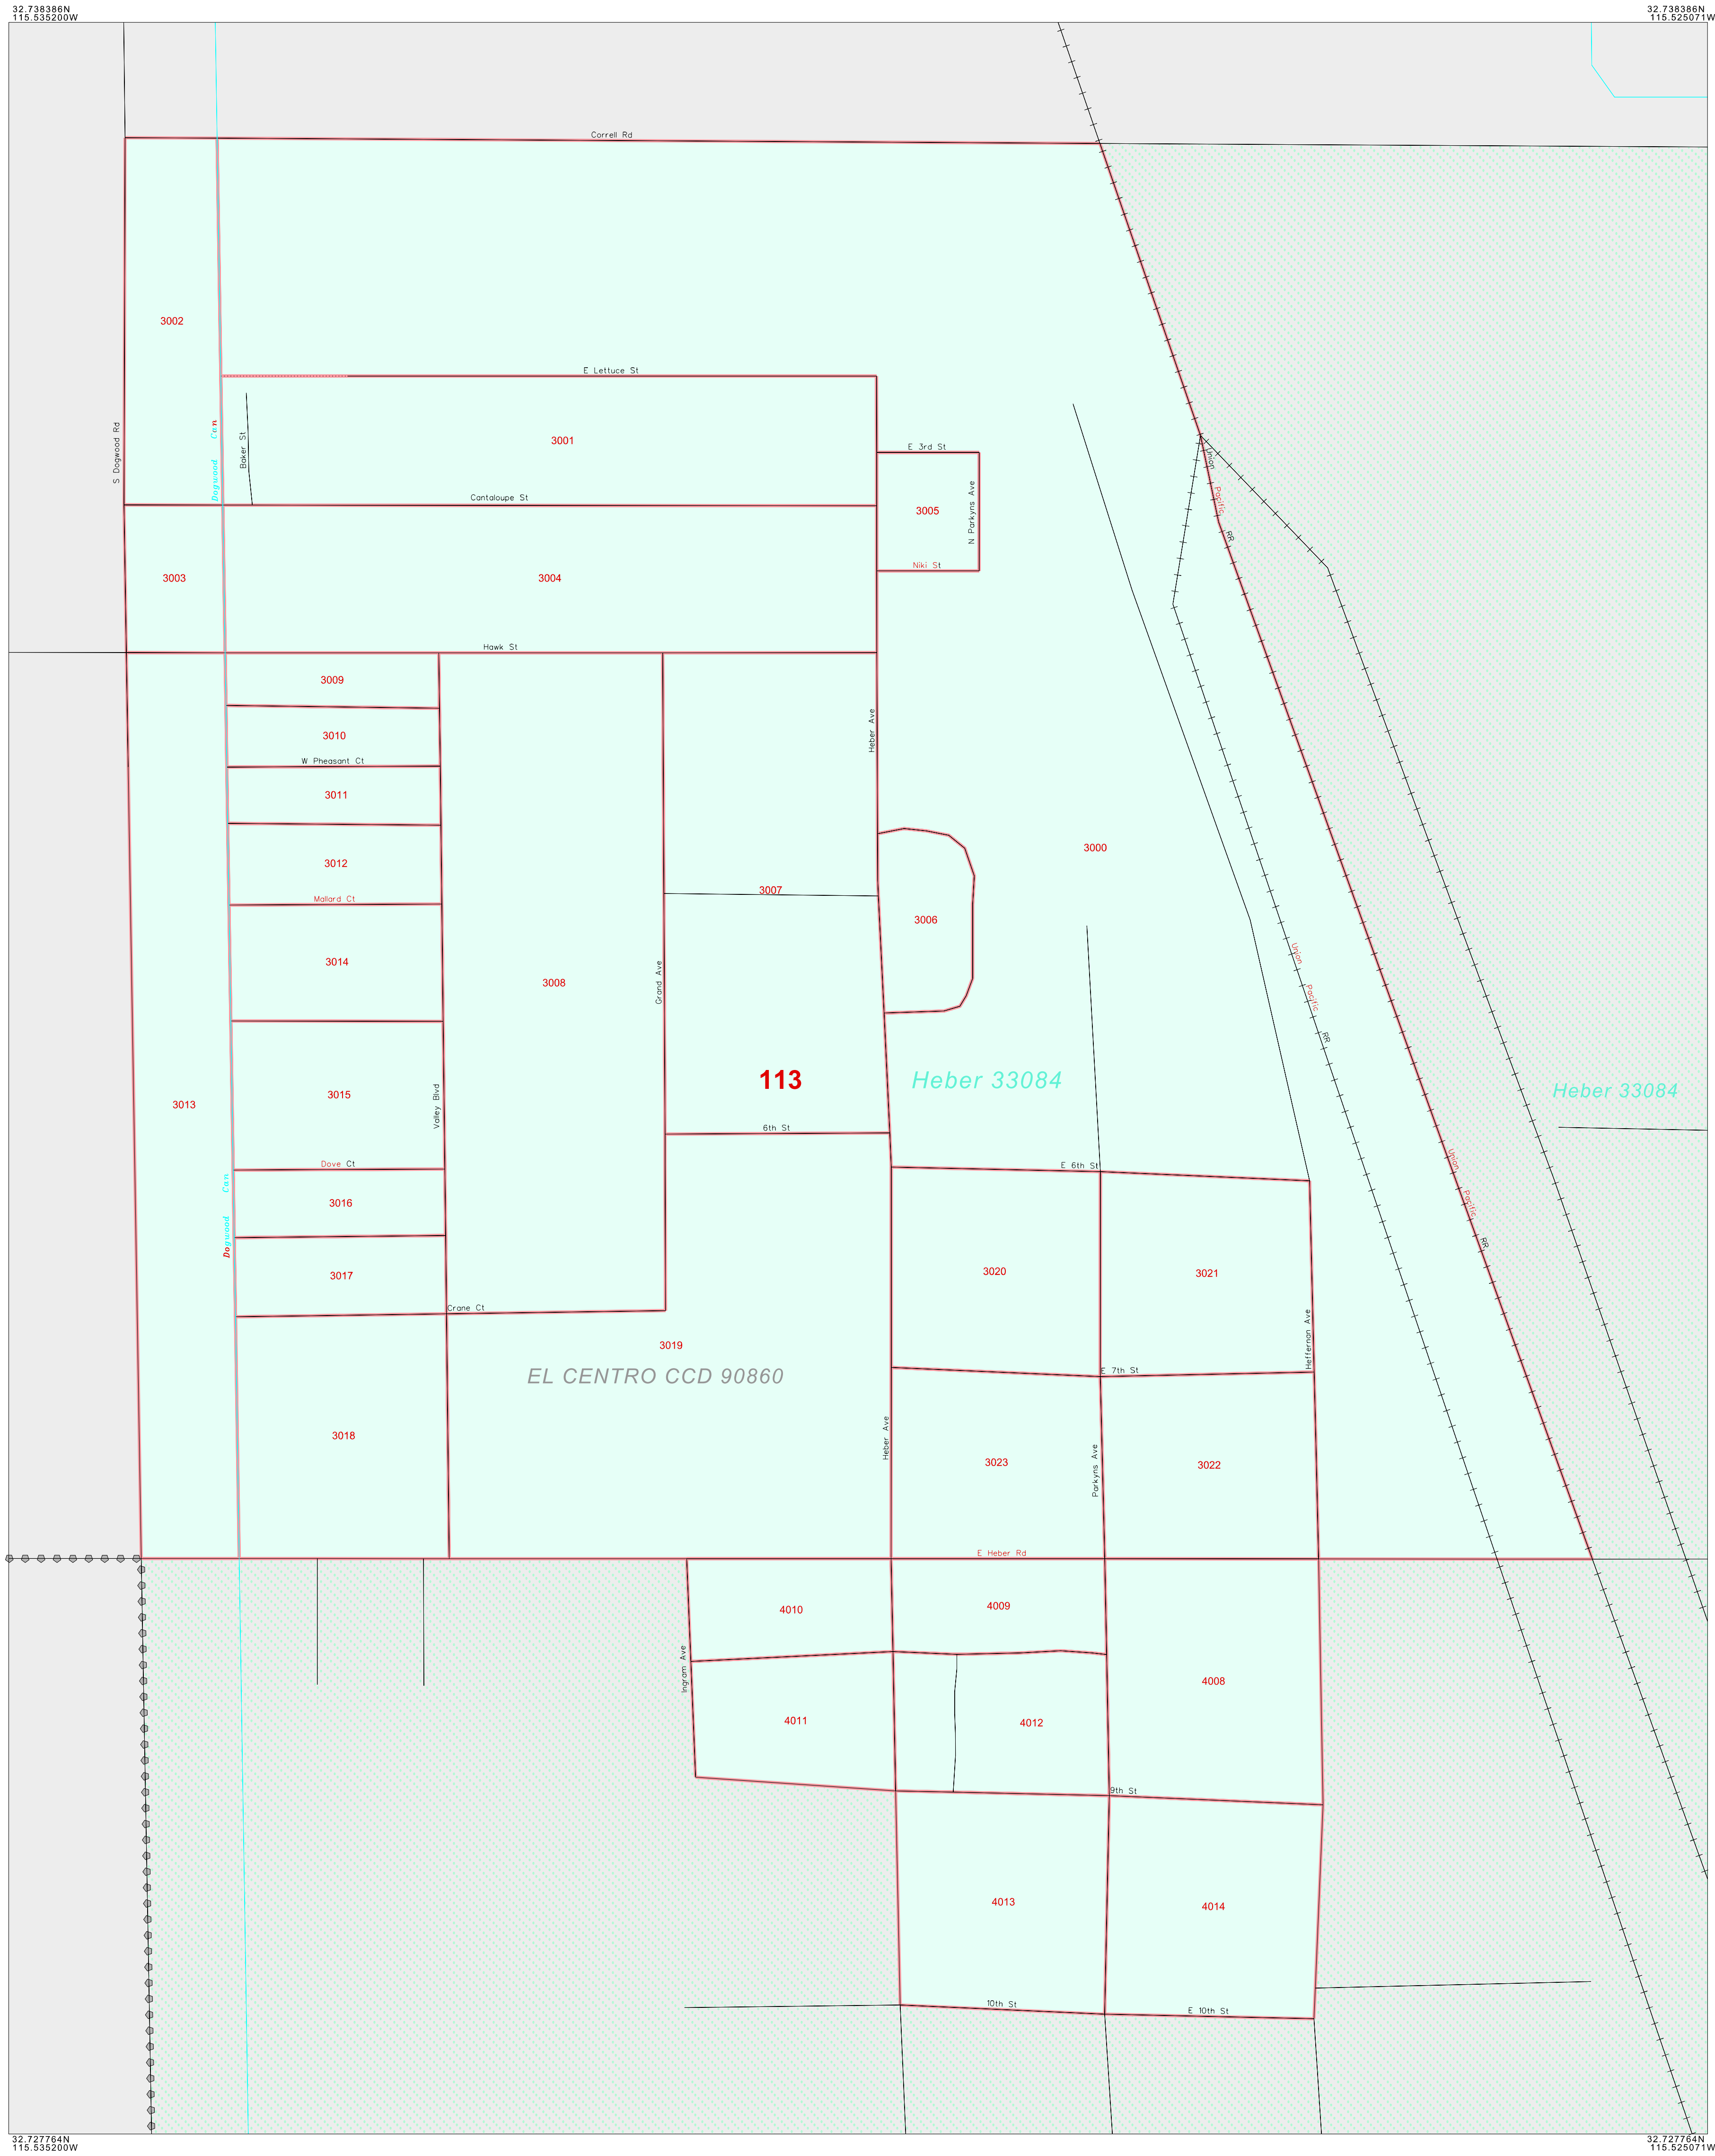 32.738386N
115.535200W
32.738386N
115.525071W
Correll Rd
3002
E Lettuce St
S Dogwood Rd
Dogwood Can
Baker St
3001
E 3rd St
Cantaloupe St
N Parkyns Ave
3005
Union Pacific RR
Niki St
3003
3004
Hawk St
3009
Heber Ave
3010
W Pheasant Ct
3011
3000
3012
3007
Mallard Ct
3006
3014
Grand Ave
3008
Union Pacific RR
113
Heber 33084
Heber 33084
3015
3013
Valley Blvd
6th St
Dove Ct
E 6th St
Union Pacific RR
Dogwood Can
3016
3020
3021
3017
Crane Ct
Heffernan Ave
3019
EL CENTRO CCD 90860
E 7th St
3018
Heber Ave
3023
Parkyns Ave
3022
E Heber Rd
4010
4009
Ingram Ave
4008
4011
4012
9th St
4013
4014
10th St
E 10th St
32.727764N
115.535200W
32.727764N
115.525071W